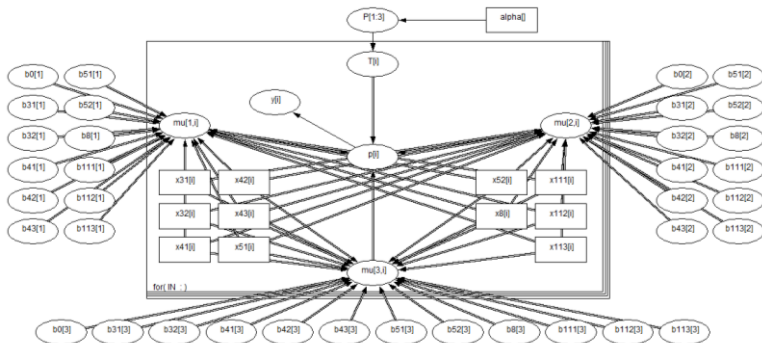 P[1:3] alpha[]
T[i]
b0[1] b51[1] b0[2] b51[2]
y[i]
b31[1] b52[1] b31[2] b52[2]
mu[1,i] mu[2,i]
b32[1] b8[1] b32[2] b8[2]
p[i]
b41[1] b111[1] b41[2] b111[2]
x31[i] x42[i] x52[i] x111[i]
b42[1] b112[1] b42[2] b112[2]
x32[i] x43[i] x8[i] x112[i]
b43[1] b113[1] b43[2] b113[2]
x41[i] x51[i] x113[i]
mu[3,i]
for( IN : )
b0[3] b31[3] b32[3] b41[3] b42[3] b43[3] b51[3] b52[3] b8[3] b111[3] b112[3] b113[3]